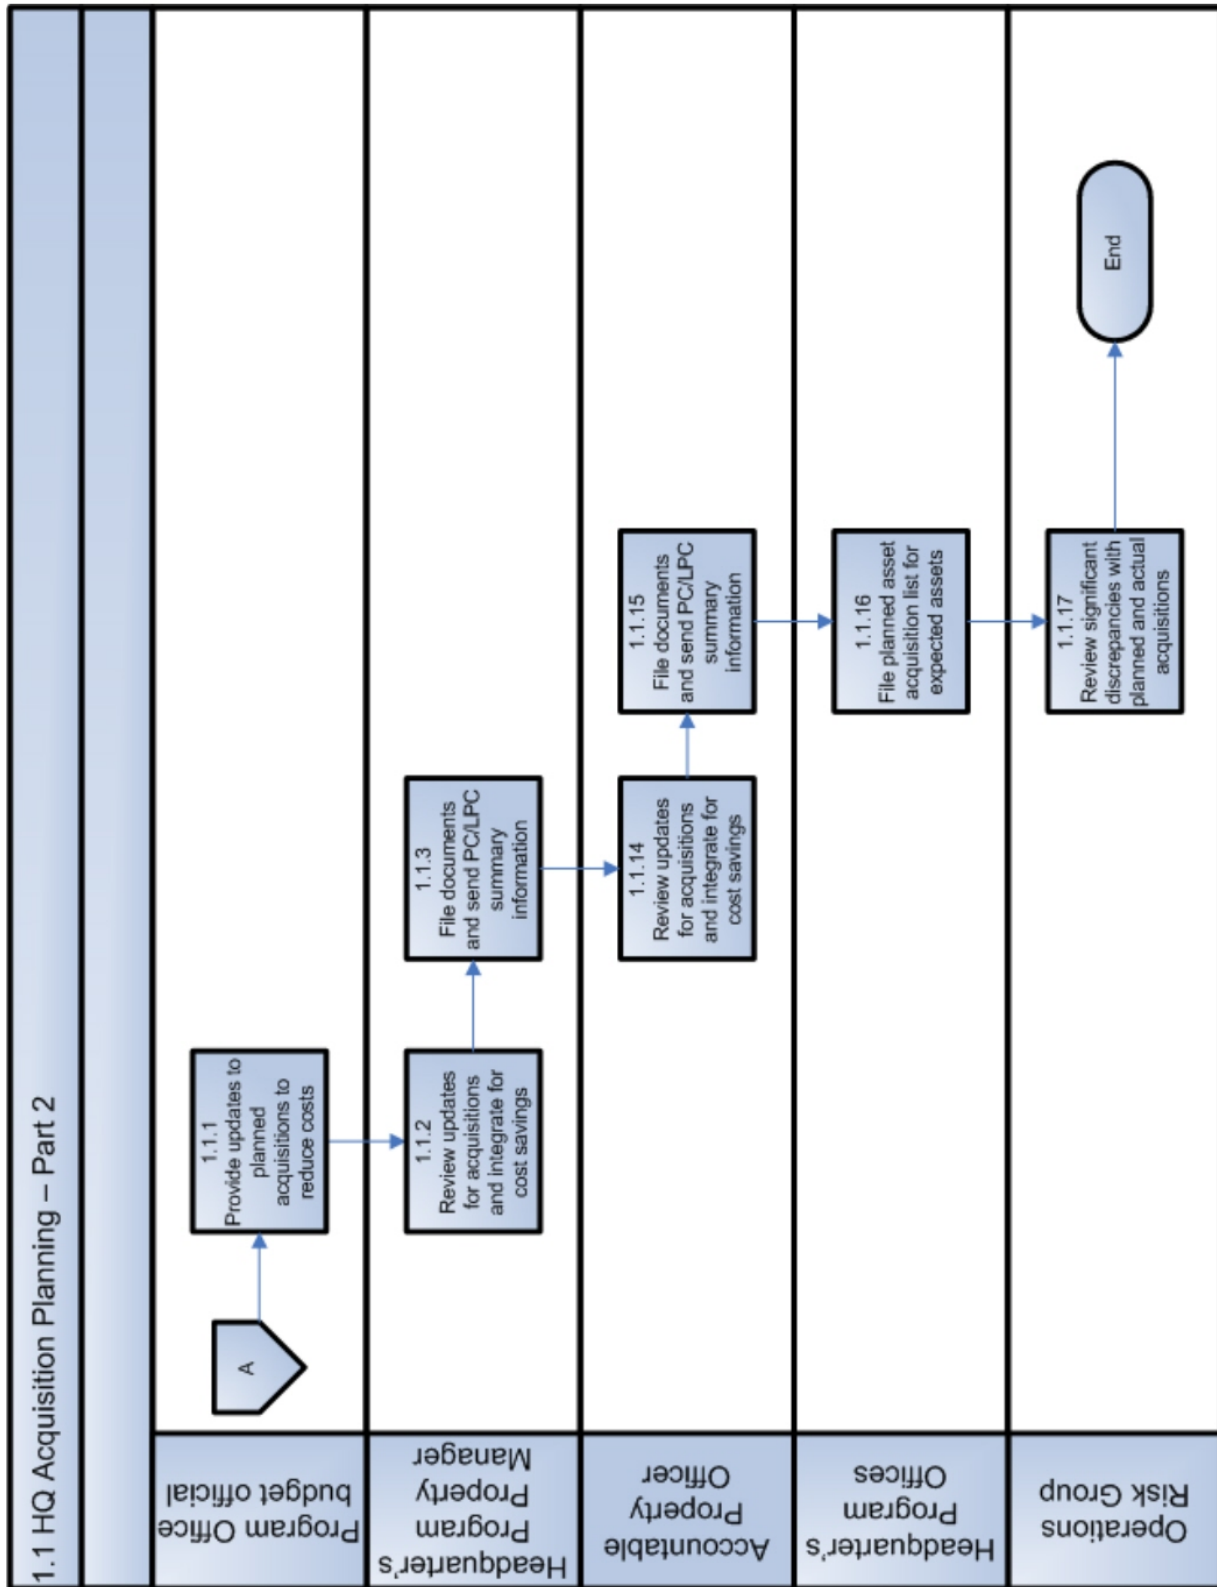 1.1 HQ Acquisition Planning – Part 2
Program Office
budget official
A
1.1.1
Provide updates to
planned
acquisitions to
reduce costs
Headquarter's
Program
Property
Manager
1.1.2
Review updates
for acquisitions
and integrate for
cost savings
1.1.3
File documents
and send PC/LPC
summary
information
Accountable
Property
Officer
1.1.14
Review updates
for acquisitions
and integrate for
cost savings
1.1.15
File documents
and send PC/LPC
summary
information
Headquarter's
Program
Offices
1.1.16
File planned asset
acquisition list for
expected assets
Operations
Risk Group
1.1.17
Review significant
discrepancies with
planned and actual
acquisitions
End